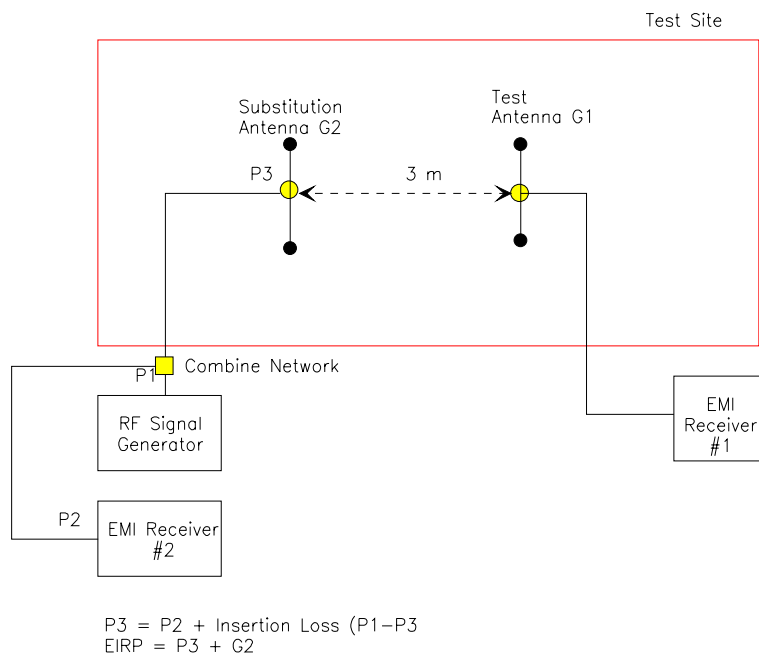 Test Site
Substitution
Antenna G2
Test
Antenna G1
P3
3 m
Combine Network
P1
RF Signal
Generator
EMI
Receiver
#1
P2
EMI Receiver
#2
P3 = P2 + Insertion Loss (P1-P3
EIRP = P3 + G2